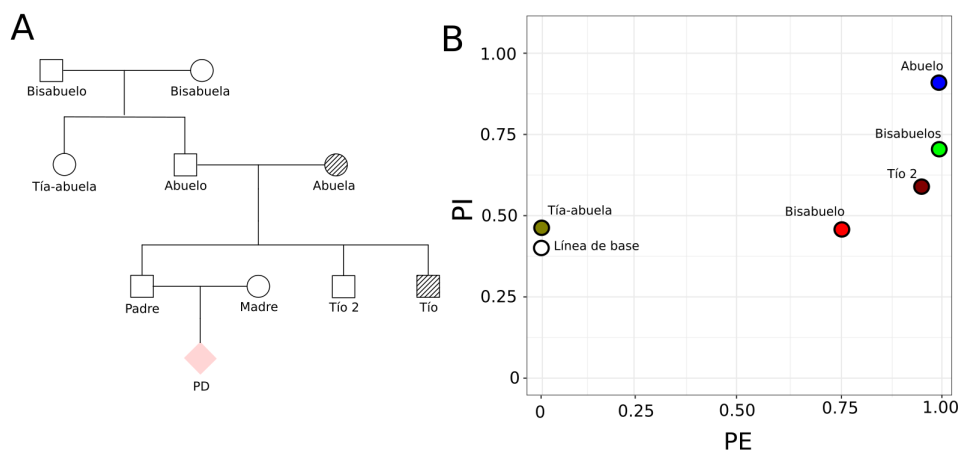 A
Bisabuelo
Bisabuela
Tía-abuela
Abuelo
Abuela
Padre
Madre
Tío 2
Tío
PD
B
PI
1.00
0.75
0.50
0.25
0
Abuelo
Bisabuelos
Tío 2
Tía-abuela
Bisabuelo
Línea de base
0
0.25
0.50
0.75
1.00
PE